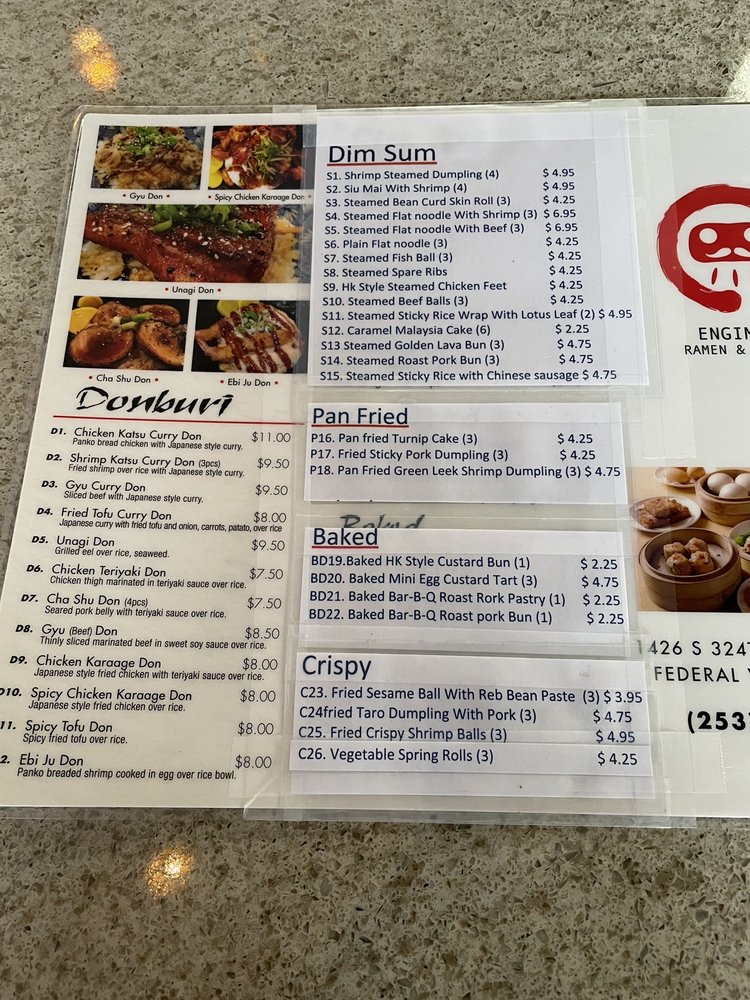 • Gyu Don •
• Spicy Chicken Karaage Don •
• Unagi Don •
• Cha Shu Don •
• Ebi Ju Don •
Donburi
D1. Chicken Katsu Curry Don $11.00
Panko bread chicken with Japanese style curry.
D2. Shrimp Katsu Curry Don (3pcs) $9.50
Fried shrimp over rice with Japanese style curry.
D3. Gyu Curry Don $9.50
Sliced beef with Japanese style curry.
D4. Fried Tofu Curry Don $8.00
Japanese curry with fried tofu and onion, carrots, patato, over rice
D5. Unagi Don $9.50
Grilled eel over rice, seaweed.
D6. Chicken Teriyaki Don $7.50
Chicken thigh marinated in teriyaki sauce over rice.
D7. Cha Shu Don (4pcs) $7.50
Seared pork belly with teriyaki sauce over rice.
D8. Gyu (Beef) Don $8.50
Thinly sliced marinated beef in sweet soy sauce over rice.
D9. Chicken Karaage Don $8.00
Japanese style fried chicken with teriyaki sauce over rice.
D10. Spicy Chicken Karaage Don $8.00
Japanese style fried chicken over rice.
11. Spicy Tofu Don $8.00
Spicy fried tofu over rice.
2. Ebi Ju Don $8.00
Panko breaded shrimp cooked in egg over rice bowl.
Dim Sum
S1. Shrimp Steamed Dumpling (4) $ 4.95
S2. Siu Mai With Shrimp (4) $ 4.95
S3. Steamed Bean Curd Skin Roll (3) $ 4.25
S4. Steamed Flat noodle With Shrimp (3) $ 6.95
S5. Steamed Flat noodle With Beef (3) $ 6.95
S6. Plain Flat noodle (3) $ 4.25
S7. Steamed Fish Ball (3) $ 4.25
S8. Steamed Spare Ribs $ 4.25
S9. Hk Style Steamed Chicken Feet $ 4.25
S10. Steamed Beef Balls (3) $ 4.25
S11. Steamed Sticky Rice Wrap With Lotus Leaf (2) $ 4.95
S12. Caramel Malaysia Cake (6) $ 2.25
S13 Steamed Golden Lava Bun (3) $ 4.75
S14. Steamed Roast Pork Bun (3) $ 4.75
S15. Steamed Sticky Rice with Chinese sausage $ 4.75
Pan Fried
P16. Pan fried Turnip Cake (3) $ 4.25
P17. Fried Sticky Pork Dumpling (3) $ 4.25
P18. Pan Fried Green Leek Shrimp Dumpling (3) $ 4.75
Baked
BD19.Baked HK Style Custard Bun (1) $ 2.25
BD20. Baked Mini Egg Custard Tart (3) $ 4.75
BD21. Baked Bar-B-Q Roast Rork Pastry (1) $ 2.25
BD22. Baked Bar-B-Q Roast pork Bun (1) $ 2.25
Crispy
C23. Fried Sesame Ball With Reb Bean Paste (3) $ 3.95
C24fried Taro Dumpling With Pork (3) $ 4.75
C25. Fried Crispy Shrimp Balls (3) $ 4.95
C26. Vegetable Spring Rolls (3) $ 4.25
ENGI
RAMEN &
1426 S 324
FEDERAL
(253